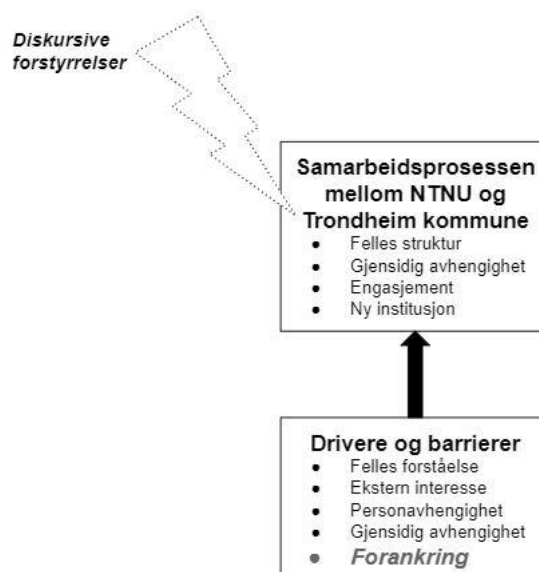 Diskursive
forstyrrelser
Samarbeidsprosessen
mellom NTNU og
Trondheim kommune
● Felles struktur
● Gjensidig avhengighet
● Engasjement
● Ny institusjon
Drivere og barrierer
● Felles forståelse
● Ekstern interesse
● Personavhengighet
● Gjensidig avhengighet
● Forankring